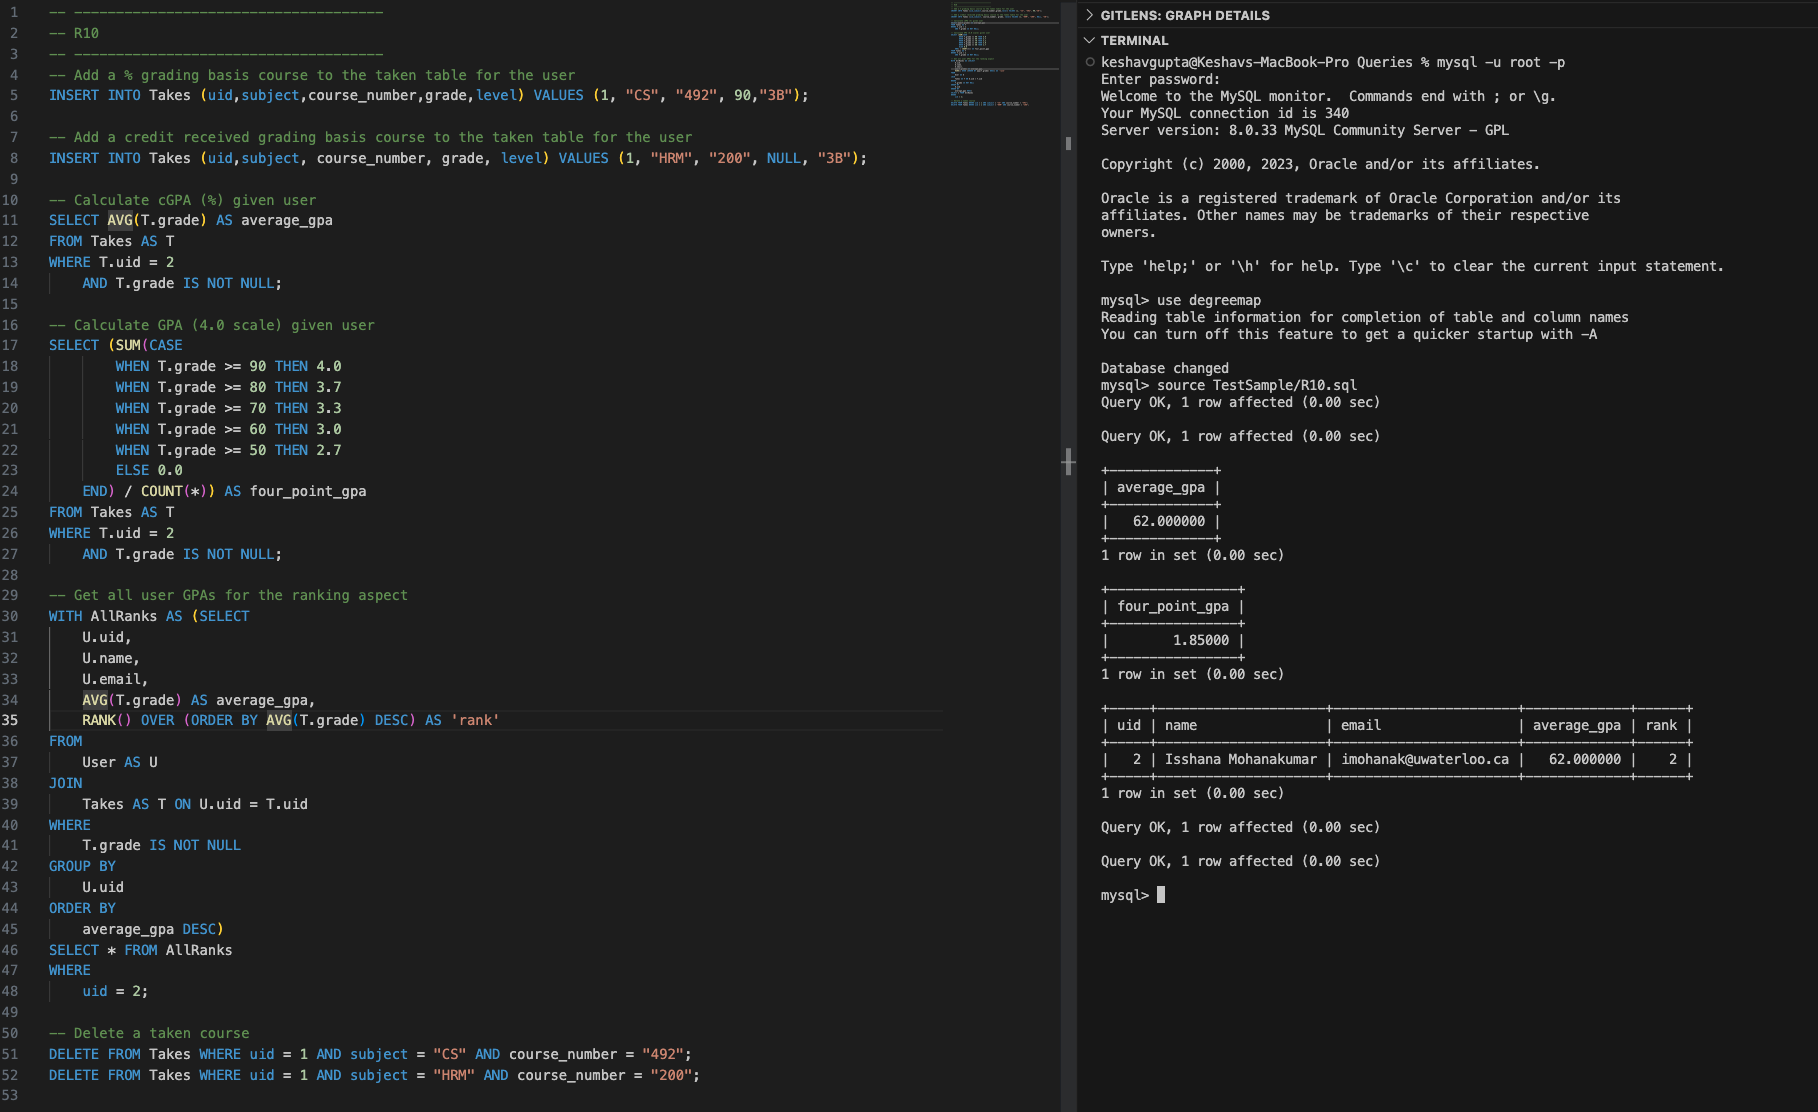 1 -- -------------------------------------
2 -- R10
3 -- -------------------------------------
4 -- Add a % grading basis course to the taken table for the user
5 INSERT INTO Takes (uid,subject,course_number,grade,level) VALUES (1, "CS", "492", 90,"3B");
6
7 -- Add a credit received grading basis course to the taken table for the user
8 INSERT INTO Takes (uid,subject, course_number, grade, level) VALUES (1, "HRM", "200", NULL, "3B");
9
10 -- Calculate cGPA (%) given user
11 SELECT AVG(T.grade) AS average_gpa
12 FROM Takes AS T
13 WHERE T.uid = 2
14     AND T.grade IS NOT NULL;
15
16 -- Calculate GPA (4.0 scale) given user
17 SELECT (SUM(CASE
18         WHEN T.grade >= 90 THEN 4.0
19         WHEN T.grade >= 80 THEN 3.7
20         WHEN T.grade >= 70 THEN 3.3
21         WHEN T.grade >= 60 THEN 3.0
22         WHEN T.grade >= 50 THEN 2.7
23         ELSE 0.0
24     END) / COUNT(*)) AS four_point_gpa
25 FROM Takes AS T
26 WHERE T.uid = 2
27     AND T.grade IS NOT NULL;
28
29 -- Get all user GPAs for the ranking aspect
30 WITH AllRanks AS (SELECT
31     U.uid,
32     U.name,
33     U.email,
34     AVG(T.grade) AS average_gpa,
35     RANK() OVER (ORDER BY AVG(T.grade) DESC) AS 'rank'
36 FROM
37     User AS U
38 JOIN
39     Takes AS T ON U.uid = T.uid
40 WHERE
41     T.grade IS NOT NULL
42 GROUP BY
43     U.uid
44 ORDER BY
45     average_gpa DESC)
46 SELECT * FROM AllRanks
47 WHERE
48     uid = 2;
49
50 -- Delete a taken course
51 DELETE FROM Takes WHERE uid = 1 AND subject = "CS" AND course_number = "492";
52 DELETE FROM Takes WHERE uid = 1 AND subject = "HRM" AND course_number = "200";
53
GITLENS: GRAPH DETAILS
TERMINAL
keshavgupta@Keshavs-MacBook-Pro Queries % mysql -u root -p
Enter password:
Welcome to the MySQL monitor.  Commands end with ; or \g.
Your MySQL connection id is 340
Server version: 8.0.33 MySQL Community Server - GPL
Copyright (c) 2000, 2023, Oracle and/or its affiliates.
Oracle is a registered trademark of Oracle Corporation and/or its
affiliates. Other names may be trademarks of their respective
owners.
Type 'help;' or '\h' for help. Type '\c' to clear the current input statement.
mysql> use degreemap
Reading table information for completion of table and column names
You can turn off this feature to get a quicker startup with -A
Database changed
mysql> source TestSample/R10.sql
Query OK, 1 row affected (0.00 sec)
Query OK, 1 row affected (0.00 sec)
+-------------+
| average_gpa |
+-------------+
|   62.000000 |
+-------------+
1 row in set (0.00 sec)
+----------------+
| four_point_gpa |
+----------------+
|        1.85000 |
+----------------+
1 row in set (0.00 sec)
+-----+--------------------+----------------------+-------------+------+
| uid | name               | email                | average_gpa | rank |
+-----+--------------------+----------------------+-------------+------+
|   2 | Isshana Mohanakumar | imohanak@uwaterloo.ca |   62.000000 |    2 |
+-----+--------------------+----------------------+-------------+------+
1 row in set (0.00 sec)
Query OK, 1 row affected (0.00 sec)
Query OK, 1 row affected (0.00 sec)
mysql>